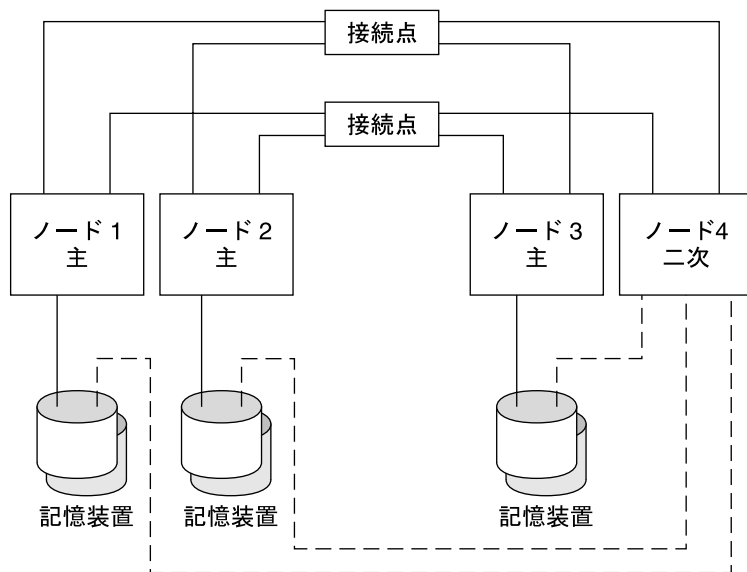 接続点
接続点
ノード 1
主
ノード 2
主
ノード 3
主
ノード4
二次
記憶装置
記憶装置
記憶装置